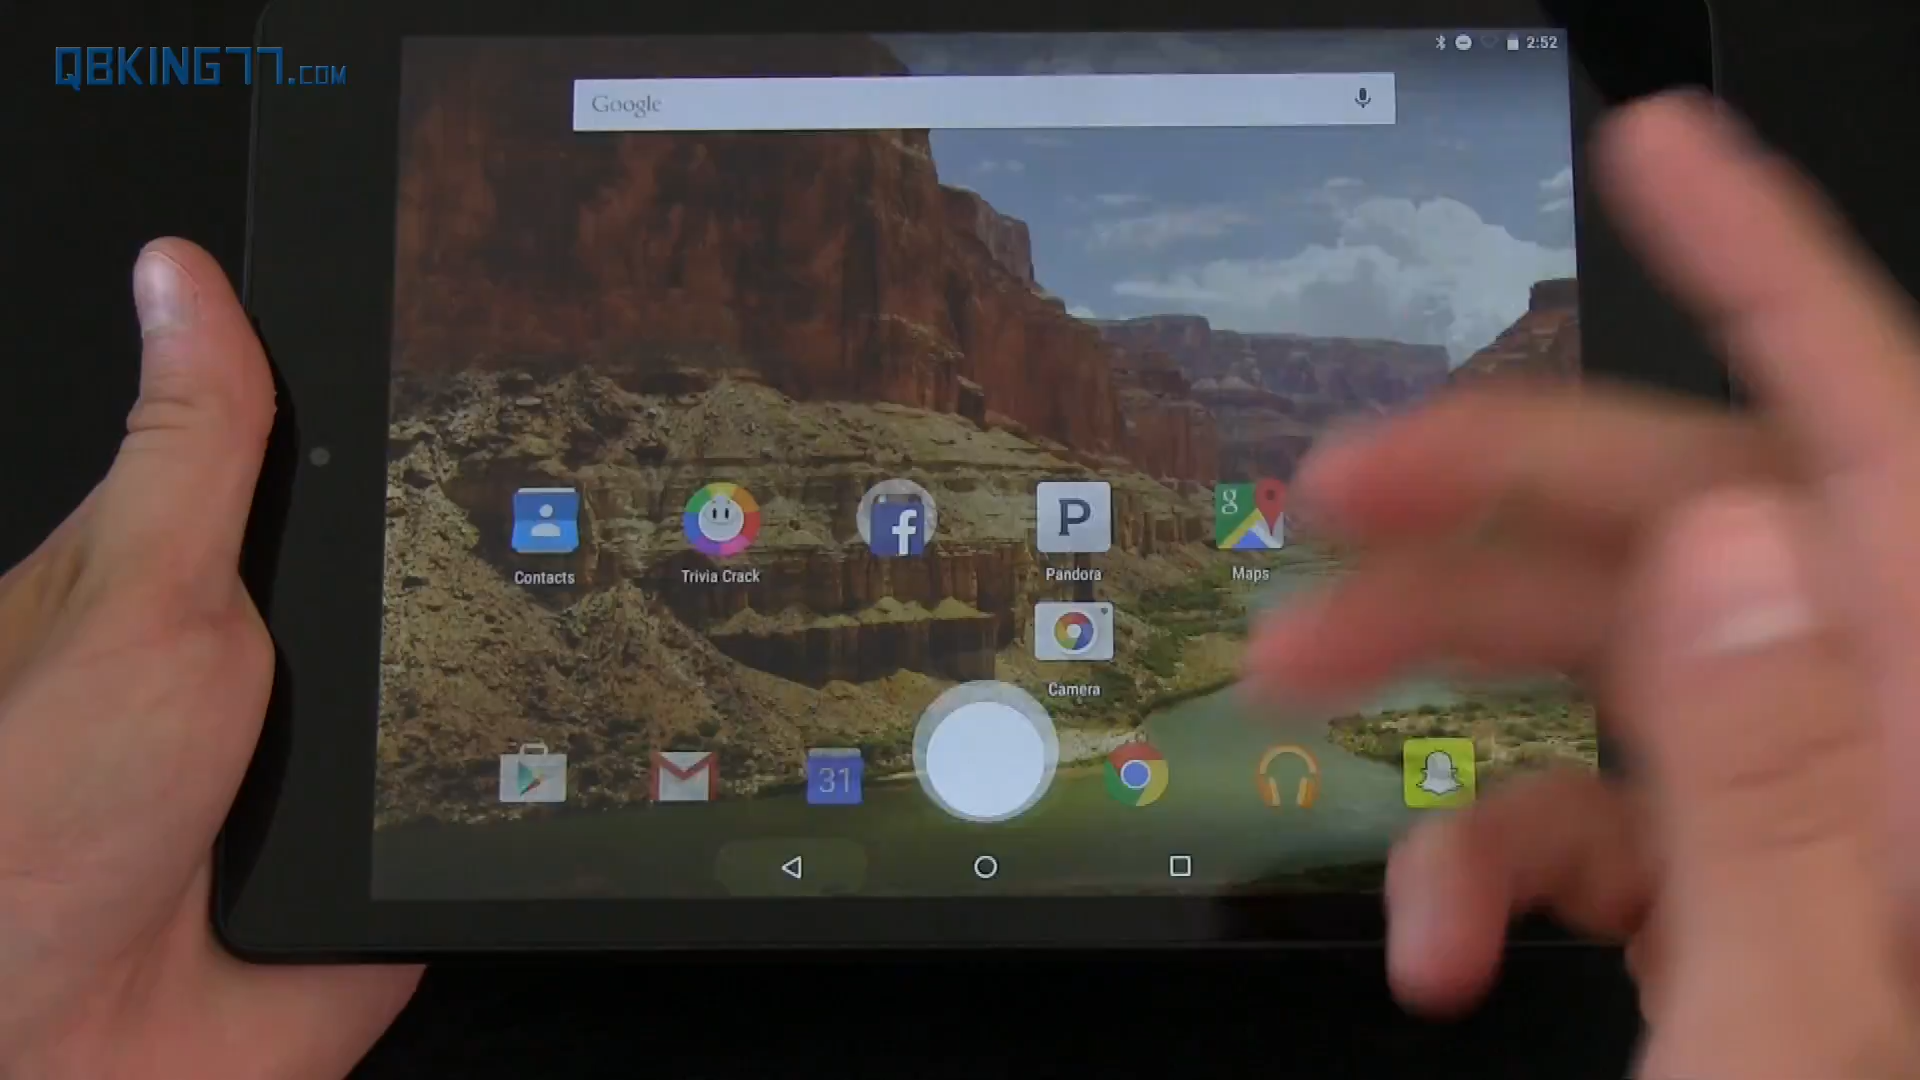 QBKING77.COM
2:52
Google
g
f
P
Contacts
Trivia Crack
Pandora
Maps
Camera
31